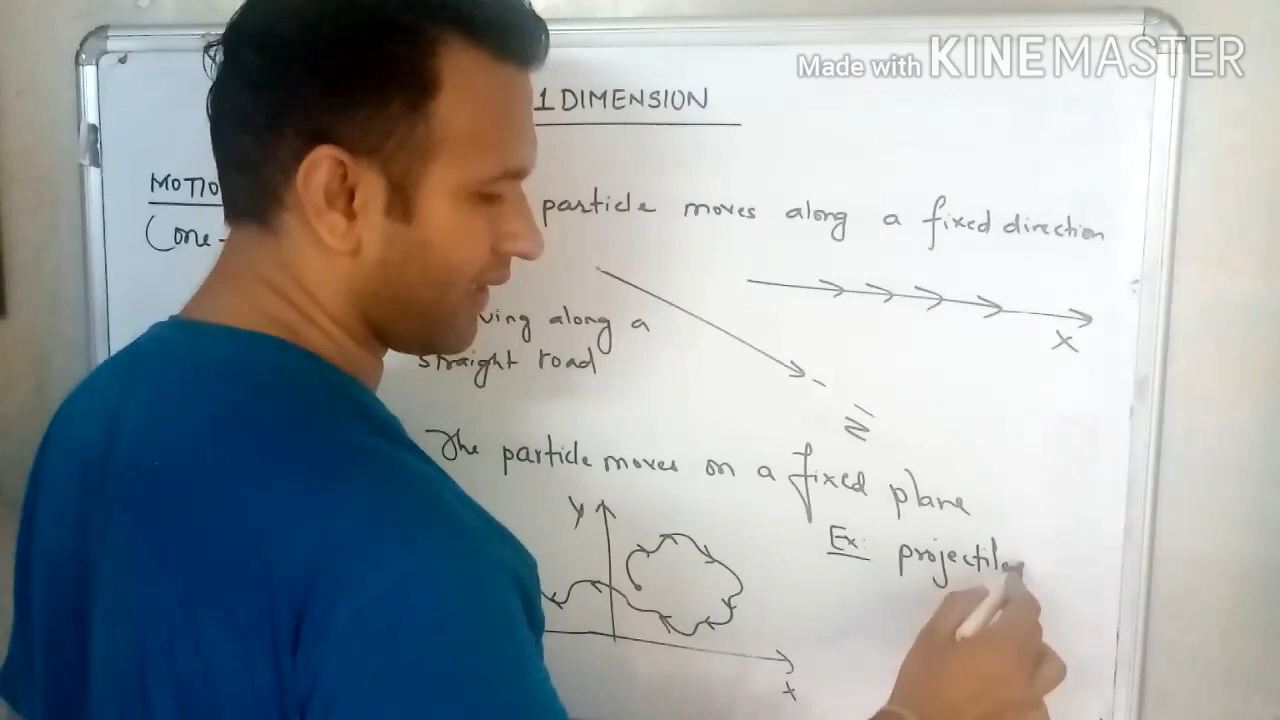 Made with KINEMASTER
1 DIMENSION
MOTIO
particle moves along a fixed direction
(one-
ving along a
straight road
X
The particle moves on a fixed plane
y
Ex: projectile
x